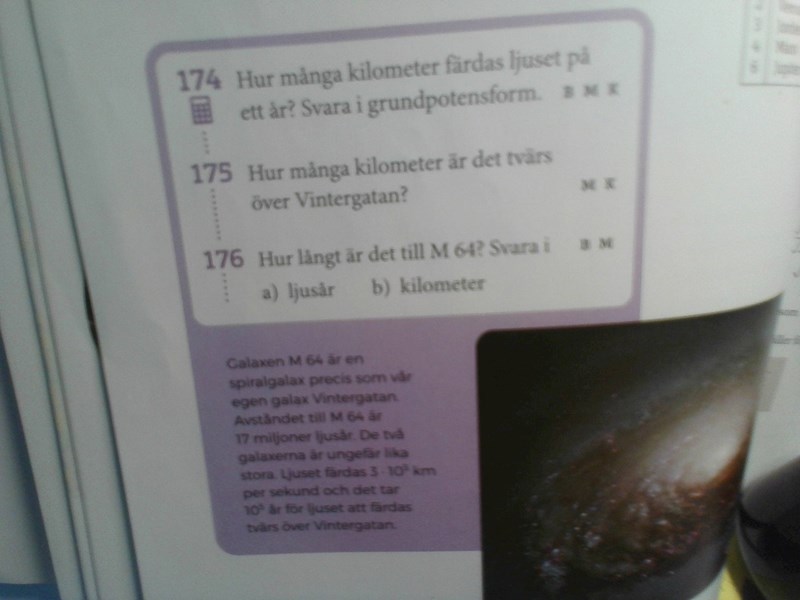 174 Hur många kilometer färdas ljuset på
ett år? Svara i grundpotensform. B M K
175 Hur många kilometer är det tvärs
över Vintergatan? M K
176 Hur långt är det till M 64? Svara i B M
a) ljusår b) kilometer
Galaxen M 64 är en
spiralgalax precis som vår
egen galax Vintergatan.
Avståndet till M 64 är
17 miljoner ljusår. De två
galaxerna är ungefär lika
stora. Ljuset färdas 3 · 10⁵ km
per sekund och det tar
10⁵ år för ljuset att färdas
tvärs över Vintergatan.